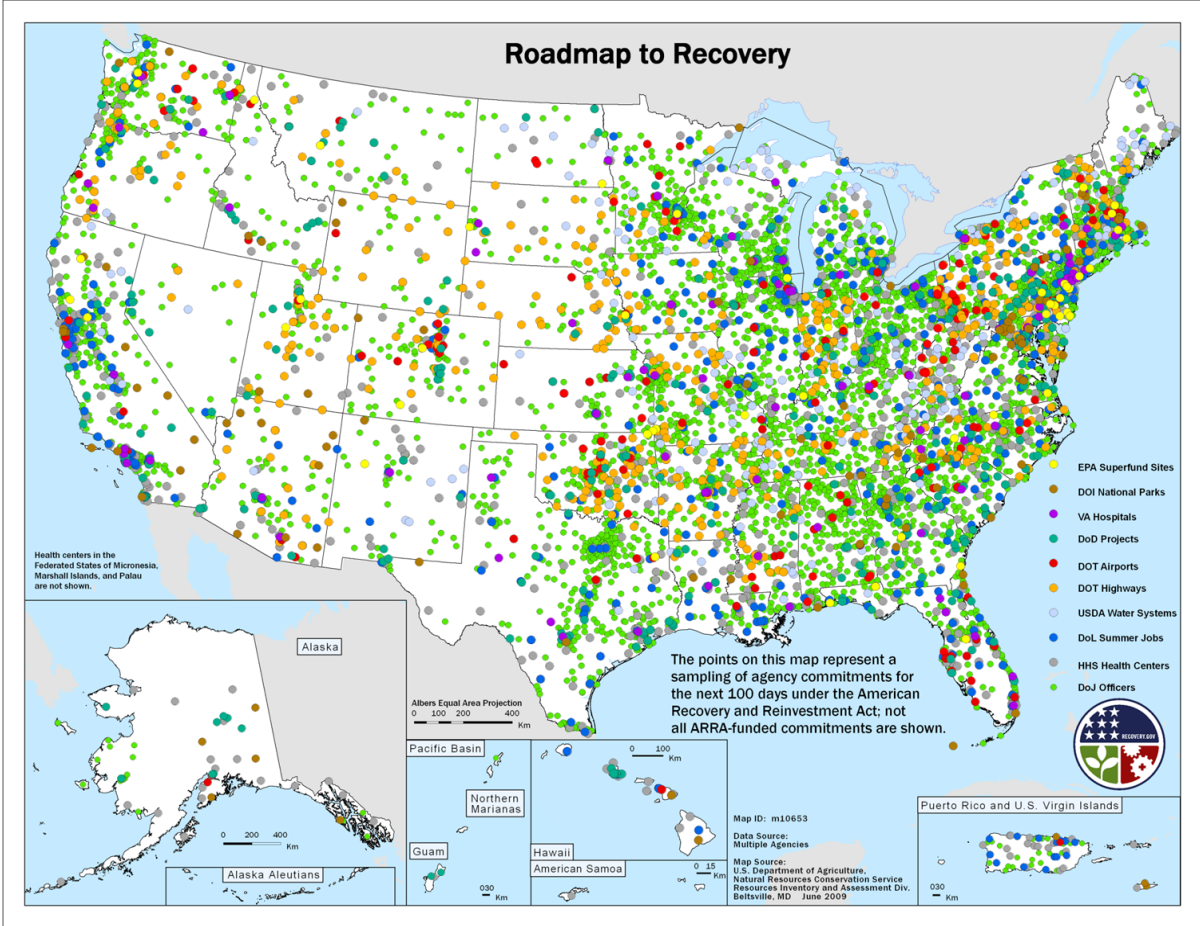 Roadmap to Recovery
EPA Superfund Sites
DOI National Parks
VA Hospitals
DoD Projects
DOT Airports
DOT Highways
USDA Water Systems
DoL Summer Jobs
HHS Health Centers
DoJ Officers
Health centers in the
Federated States of Micronesia,
Marshall Islands, and Palau
are not shown.
Alaska
The points on this map represent a
sampling of agency commitments for
the next 100 days under the American
Recovery and Reinvestment Act; not
all ARRA-funded commitments are shown.
Albers Equal Area Projection
0 100 200 400
Km
RECOVERY.GOV
Pacific Basin
0 100
Km
Northern
Marianas
Puerto Rico and U.S. Virgin Islands
Map ID: m10653
Data Source:
Multiple Agencies
Map Source:
U.S. Department of Agriculture,
Natural Resources Conservation Service
Resources Inventory and Assessment Div.
Beltsville, MD June 2009
0 200 400
Km
Guam
Hawaii
American Samoa
0 15
Km
Alaska Aleutians
030
Km
030
Km